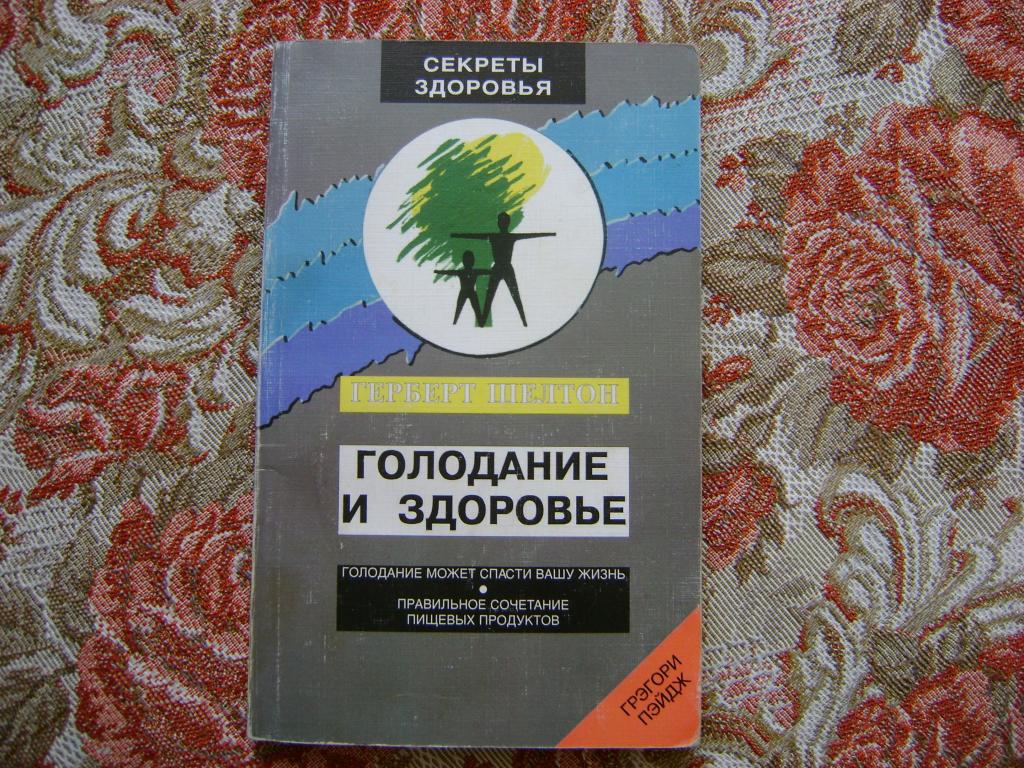 СЕКРЕТЫ
ЗДОРОВЬЯ
ГЕРБЕРТ ШЕЛТОН
ГОЛОДАНИЕ
И ЗДОРОВЬЕ
ГОЛОДАНИЕ МОЖЕТ СПАСТИ ВАШУ ЖИЗНЬ
•
ПРАВИЛЬНОЕ СОЧЕТАНИЕ
ПИЩЕВЫХ ПРОДУКТОВ
ГРЭГОРИ
ПЭЙДЖ